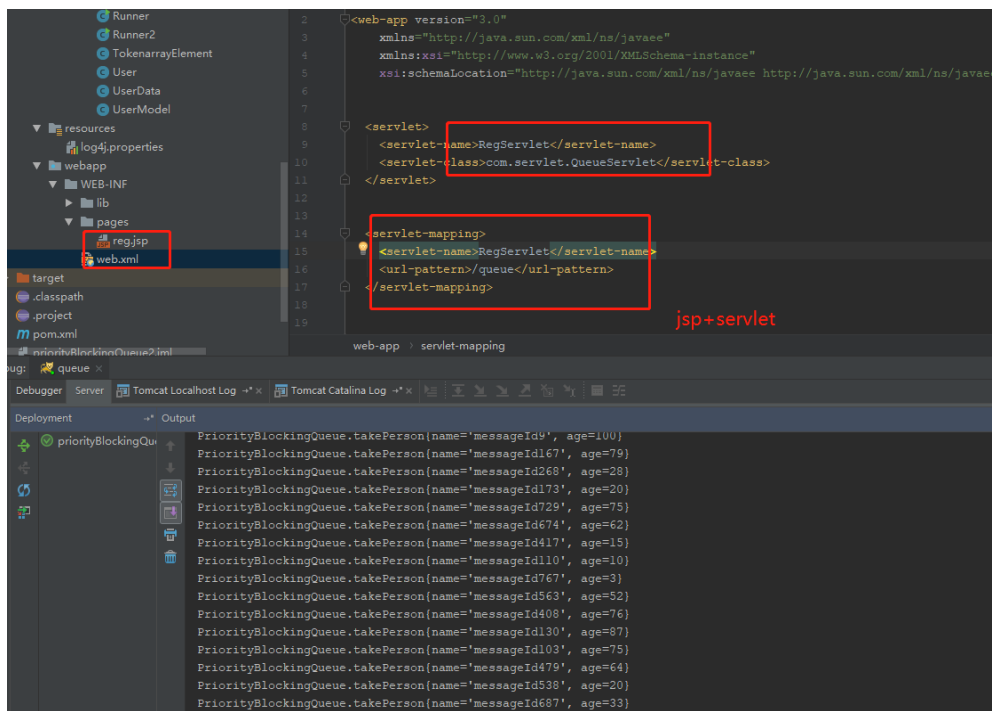 Runner
Runner2
TokenarrayElement
User
UserData
UserModel
resources
log4j.properties
webapp
WEB-INF
lib
pages
reg.jsp
web.xml
target
.classpath
.project
pom.xml
priorityBlockingQueue2.iml
2 <web-app version="3.0"
3 xmlns="http://java.sun.com/xml/ns/javaee"
4 xmlns:xsi="http://www.w3.org/2001/XMLSchema-instance"
5 xsi:schemaLocation="http://java.sun.com/xml/ns/javaee http://java.sun.com/xml/ns/javaee
6
7
8 <servlet>
9 <servlet-name>RegServlet</servlet-name>
10 <servlet-class>com.servlet.QueueServlet</servlet-class>
11 </servlet>
12
13
14 <servlet-mapping>
15 <servlet-name>RegServlet</servlet-name>
16 <url-pattern>/queue</url-pattern>
17 </servlet-mapping>
18
19
jsp+servlet
web-app › servlet-mapping
bug: queue ×
Debugger Server Tomcat Localhost Log →* × Tomcat Catalina Log →* ×
Deployment →* Output
priorityBlockingQu
PriorityBlockingQueue.takePerson{name='messageId9', age=100}
PriorityBlockingQueue.takePerson{name='messageId167', age=79}
PriorityBlockingQueue.takePerson{name='messageId268', age=28}
PriorityBlockingQueue.takePerson{name='messageId173', age=20}
PriorityBlockingQueue.takePerson{name='messageId729', age=75}
PriorityBlockingQueue.takePerson{name='messageId674', age=62}
PriorityBlockingQueue.takePerson{name='messageId417', age=15}
PriorityBlockingQueue.takePerson{name='messageId110', age=10}
PriorityBlockingQueue.takePerson{name='messageId767', age=3}
PriorityBlockingQueue.takePerson{name='messageId563', age=52}
PriorityBlockingQueue.takePerson{name='messageId408', age=76}
PriorityBlockingQueue.takePerson{name='messageId130', age=87}
PriorityBlockingQueue.takePerson{name='messageId103', age=75}
PriorityBlockingQueue.takePerson{name='messageId479', age=64}
PriorityBlockingQueue.takePerson{name='messageId538', age=20}
PriorityBlockingQueue.takePerson{name='messageId687', age=33}